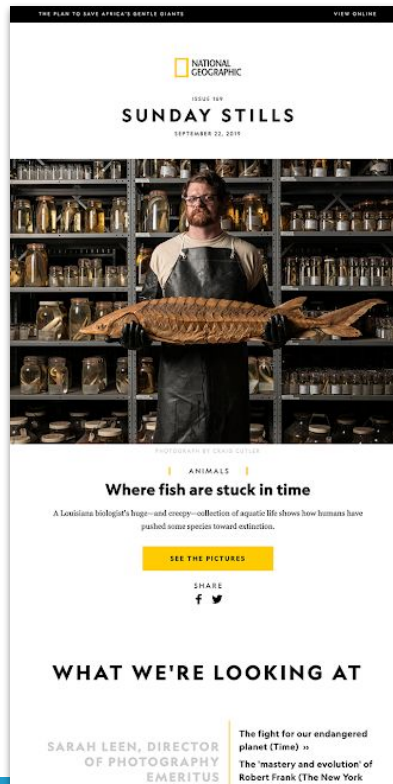 THE PLAN TO SAVE AFRICA'S GENTLE GIANTS
VIEW ONLINE
NATIONAL
GEOGRAPHIC
ISSUE 169
SUNDAY STILLS
SEPTEMBER 22, 2019
PHOTOGRAPH BY CRAIG CUTLER
ANIMALS
Where fish are stuck in time
A Louisiana biologist's huge—and creepy—collection of aquatic life shows how humans have
pushed some species toward extinction.
SEE THE PICTURES
SHARE
WHAT WE'RE LOOKING AT
SARAH LEEN, DIRECTOR
OF PHOTOGRAPHY
EMERITUS
The fight for our endangered
planet (Time) »
The 'mastery and evolution' of
Robert Frank (The New York